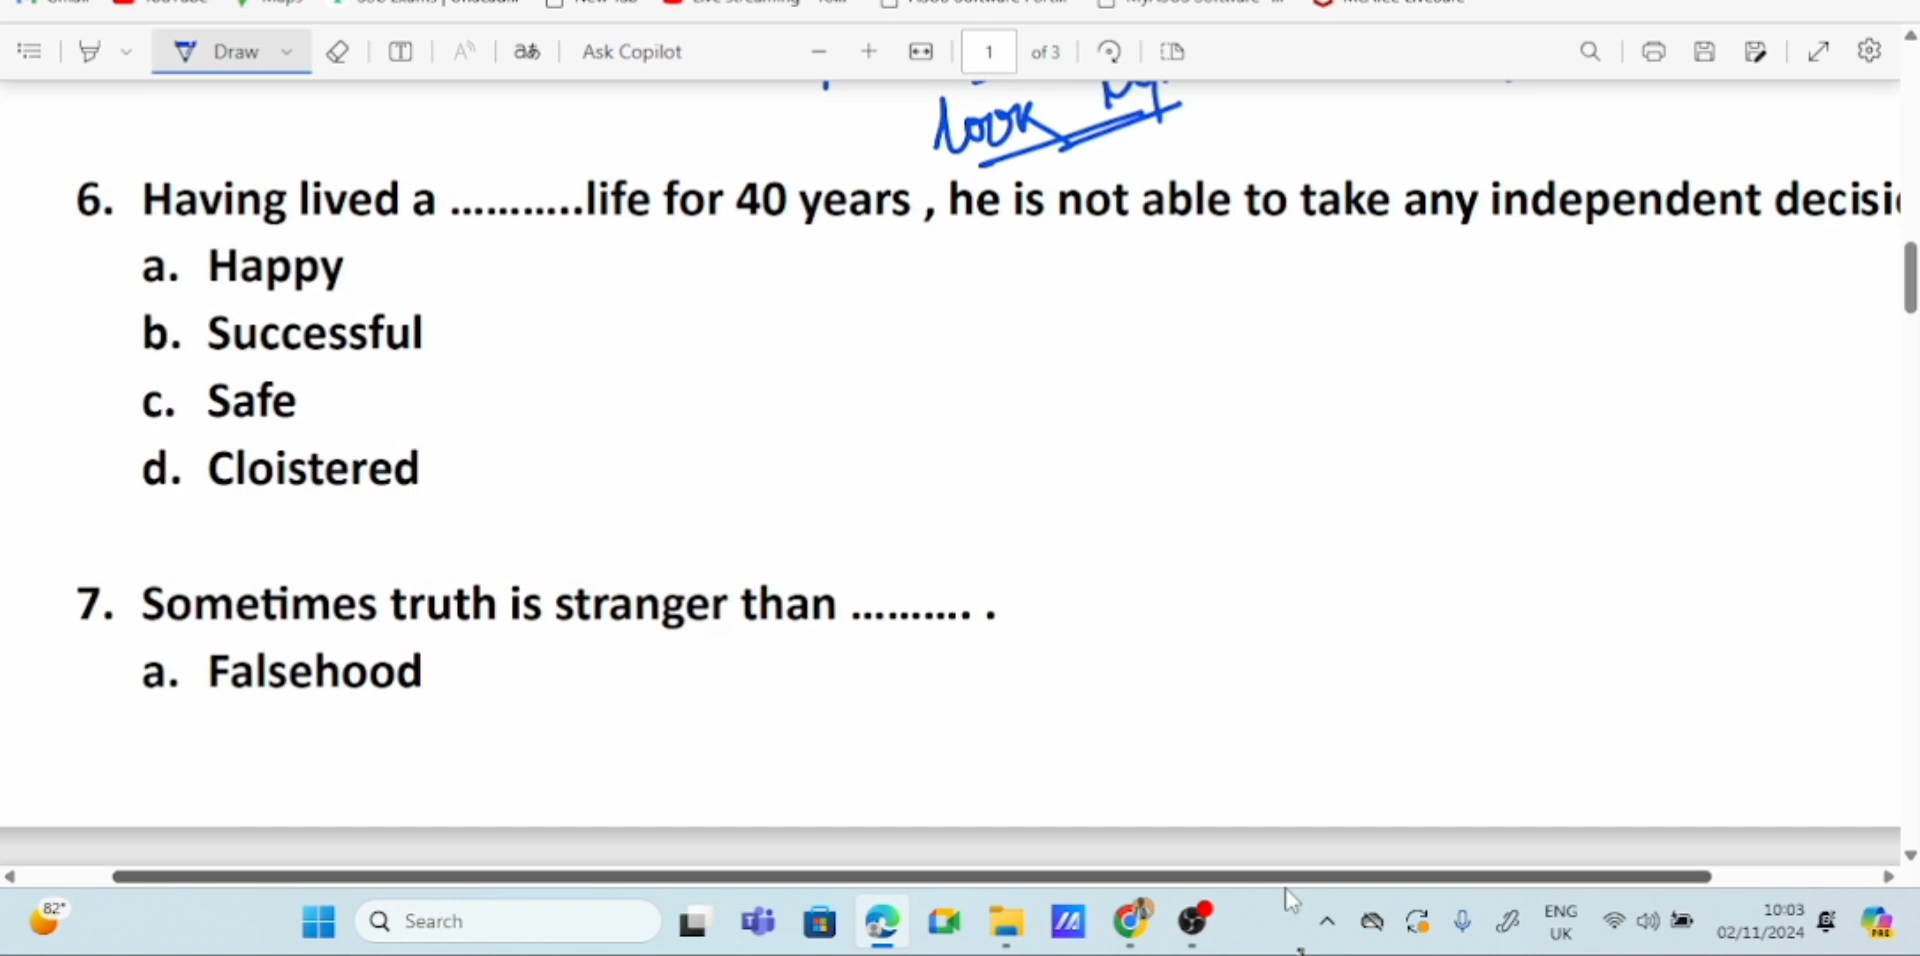 Draw
Ask Copilot
1
of 3
look
6. Having lived a ...........life for 40 years , he is not able to take any independent decisi
a. Happy
b. Successful
c. Safe
d. Cloistered
7. Sometimes truth is stranger than .......... .
a. Falsehood
82°
Search
ENG
UK
10:03
02/11/2024